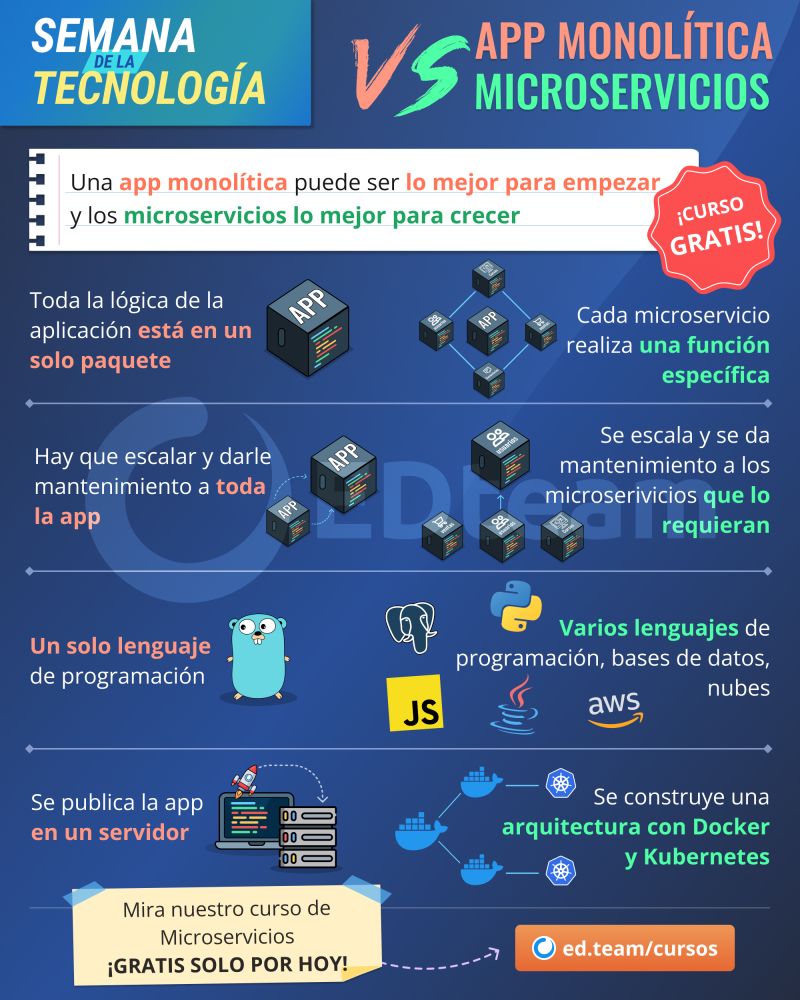 SEMANA
DE LA
TECNOLOGÍA
VS
APP MONOLÍTICA
MICROSERVICIOS
Una app monolítica puede ser lo mejor para empezar
y los microservicios lo mejor para crecer
¡CURSO
GRATIS!
Toda la lógica de la
aplicación está en un
solo paquete
APP
APP
Cada microservicio
realiza una función
específica
Hay que escalar y darle
mantenimiento a toda
la app
APP
APP
usuarios
Se escala y se da
mantenimiento a los
microserivicios que lo
requieran
EDteam
Un solo lenguaje
de programación
Varios lenguajes de
programación, bases de datos,
nubes
JS
aws
Se publica la app
en un servidor
Se construye una
arquitectura con Docker
y Kubernetes
Mira nuestro curso de
Microservicios
¡GRATIS SOLO POR HOY!
ed.team/cursos